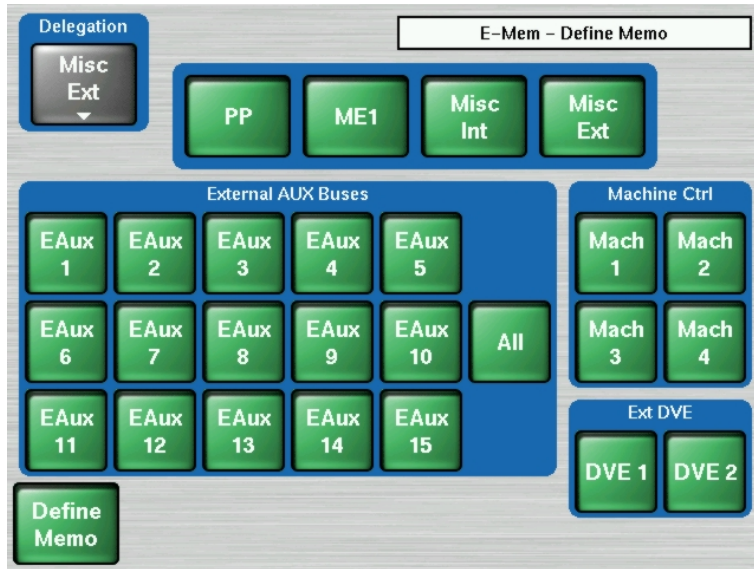 Delegation
E-Mem – Define Memo
Misc
Ext
PP
ME1
Misc
Int
Misc
Ext
External AUX Buses
EAux
1
EAux
2
EAux
3
EAux
4
EAux
5
EAux
6
EAux
7
EAux
8
EAux
9
EAux
10
All
EAux
11
EAux
12
EAux
13
EAux
14
EAux
15
Machine Ctrl
Mach
1
Mach
2
Mach
3
Mach
4
Ext DVE
DVE 1
DVE 2
Define
Memo